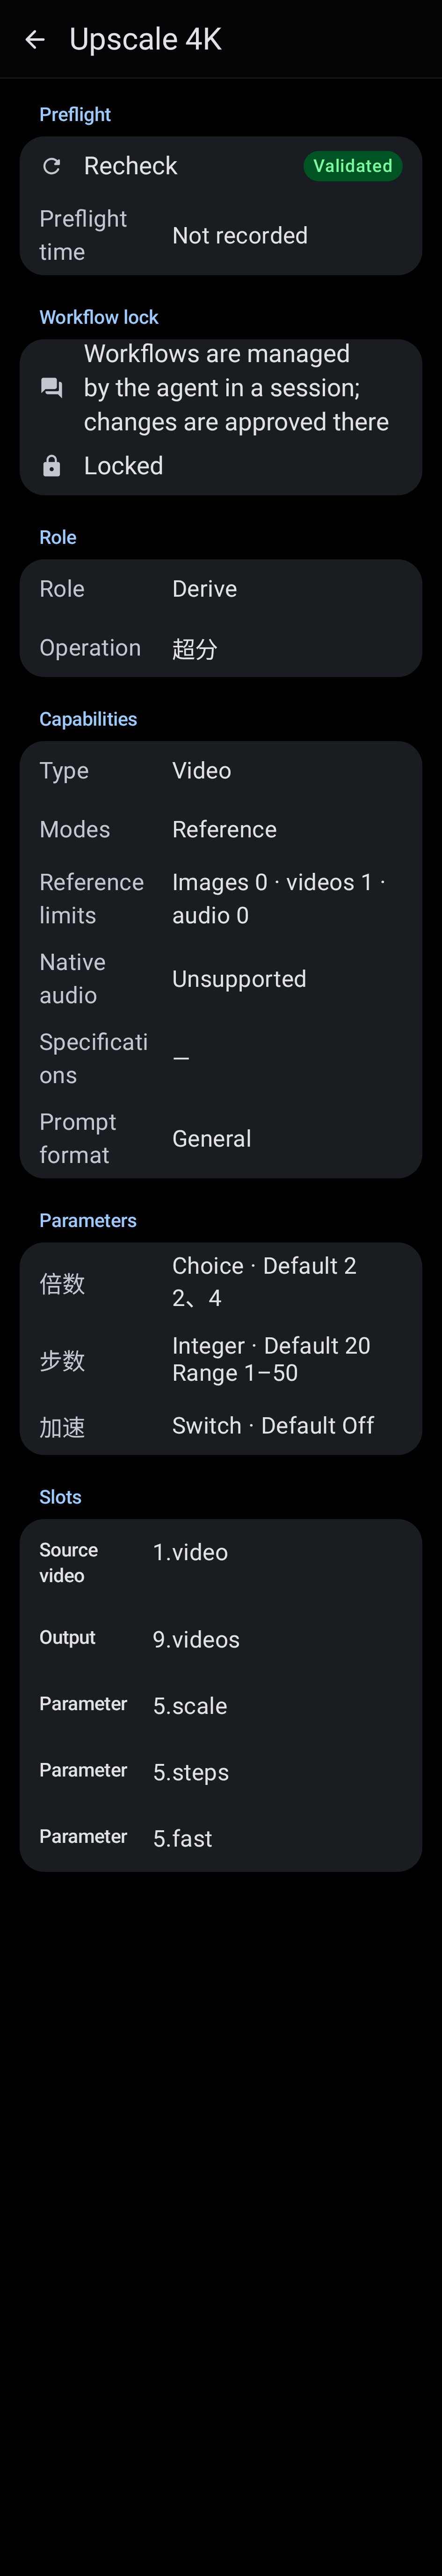 Upscale 4K
Preflight
Recheck
Validated
Preflight
time
Not recorded
Workflow lock
Workflows are managed
by the agent in a session;
changes are approved there
Locked
Role
Role
Derive
Operation
超分
Capabilities
Type
Video
Modes
Reference
Reference
limits
Images 0 · videos 1 ·
audio 0
Native
audio
Unsupported
Specificati
ons
—
Prompt
format
General
Parameters
倍数
Choice · Default 2
2、4
步数
Integer · Default 20
Range 1–50
加速
Switch · Default Off
Slots
Source
video
1.video
Output
9.videos
Parameter
5.scale
Parameter
5.steps
Parameter
5.fast